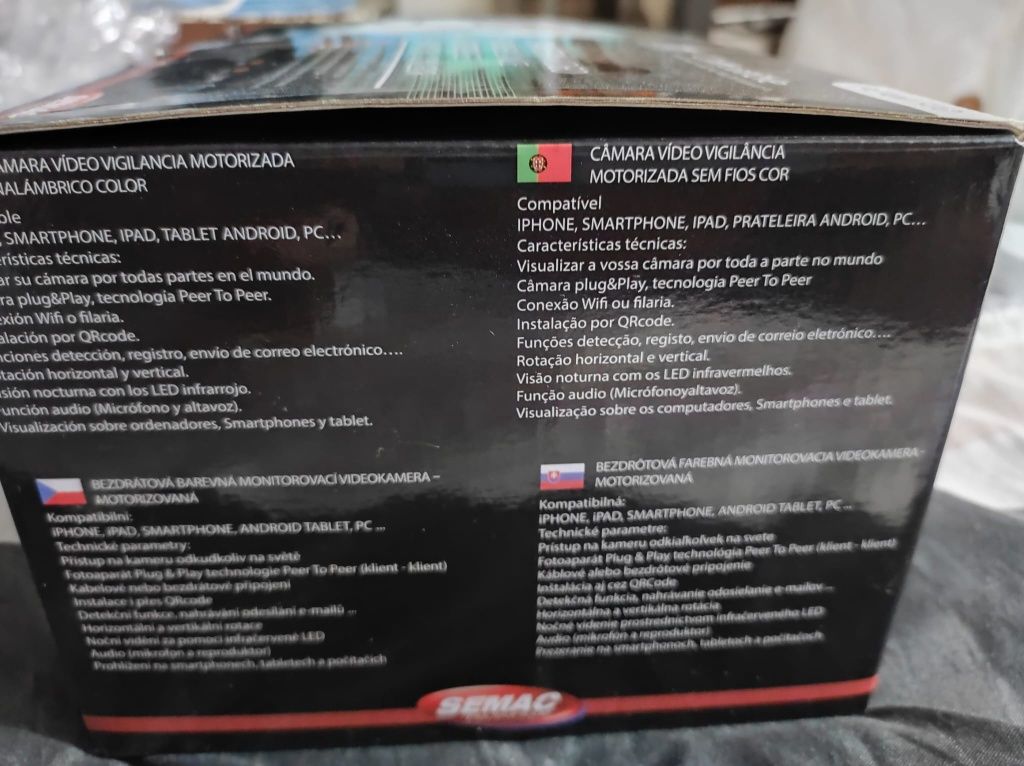 ÁMARA VÍDEO VIGILANCIA MOTORIZADA
NALÁMBRICO COLOR
ble
, SMARTPHONE, IPAD, TABLET ANDROID, PC...
erísticas técnicas:
ar su cámara por todas partes en el mundo.
ra plug&Play, tecnologia Peer To Peer.
exión Wifi o filaria.
alación por QRcode.
nciones detección, registro, envio de correo electrónico....
tación horizontal y vertical.
sión nocturna con los LED infrarrojo.
unción audio (Micrófono y altavoz).
Visualización sobre ordenadores, Smartphones y tablet.
CÂMARA VÍDEO VIGILÂNCIA
MOTORIZADA SEM FIOS COR
Compatível
IPHONE, SMARTPHONE, IPAD, PRATELEIRA ANDROID, PC...
Características técnicas:
Visualizar a vossa câmara por toda a parte no mundo
Câmara plug&Play, tecnologia Peer To Peer
Conexão Wifi ou filaria.
Instalação por QRcode.
Funções detecção, registo, envio de correio eletrónico....
Rotação horizontal e vertical.
Visão noturna com os LED infravermelhos.
Função audio (Micrófonoyaltavoz).
Visualização sobre os computadores, Smartphones e tablet.
BEZDRÁTOVÁ BAREVNÁ MONITOROVACÍ VIDEOKAMERA –
MOTORIZOVANÁ
Kompatibilní:
iPHONE, iPAD, SMARTPHONE, ANDROID TABLET, PC ...
Technické parametry:
Přístup na kameru odkudkoliv na světě
Fotoaparát Plug & Play technologie Peer To Peer (klient - klient)
Kabelové nebo bezdrátové připojení
Instalace i přes QRcode
Detekční funkce, nahrávání odesílání e-mailů ...
Horizontální a vertikální rotace
Noční vidění za pomoci infračervené LED
Audio (mikrofon a reproduktor)
Prohlížení na smartphonech, tabletech a počítačích
BEZDRÔTOVÁ FAREBNÁ MONITOROVACIA VIDEOKAMERA-
MOTORIZOVANÁ
Kompatibilná:
iPHONE, iPAD, SMARTPHONE, ANDROID TABLET, PC ...
Technické parametre:
Prístup na kameru odkiaľkoľvek na svete
Fotoaparát Plug & Play technológia Peer To Peer (klient - klient)
Káblové alebo bezdrôtové pripojenie
Inštalácia aj cez QRCode
Detekčná funkcia, nahrávanie odosielanie e-mailov...
Horizontálna a vertikálna rotácia
Nočné videnie prostredníctvom infračerveného LED
Audio (mikrofón a reproduktor)
Prezeranie na smartphonoch, tabletoch a počítačoch
SEMAC